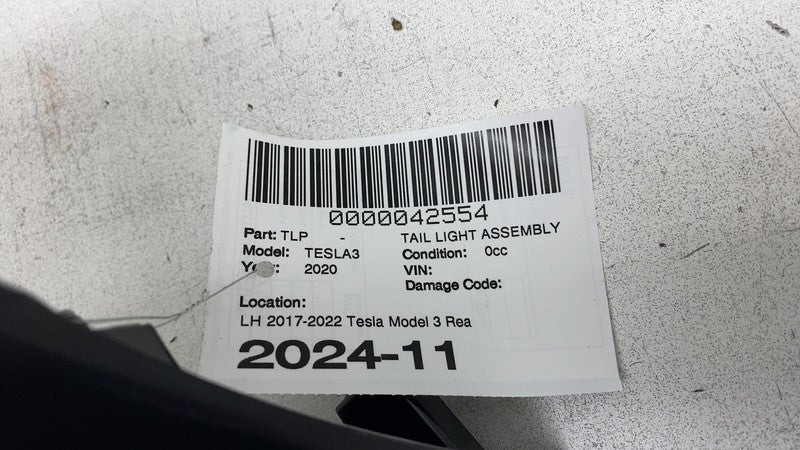 0000042554
Part: TLP - TAIL LIGHT ASSEMBLY
Model: TESLA3 Condition: 0cc
2020 VIN:
Damage Code:
Location:
LH 2017-2022 Tesla Model 3 Rea
2024-11